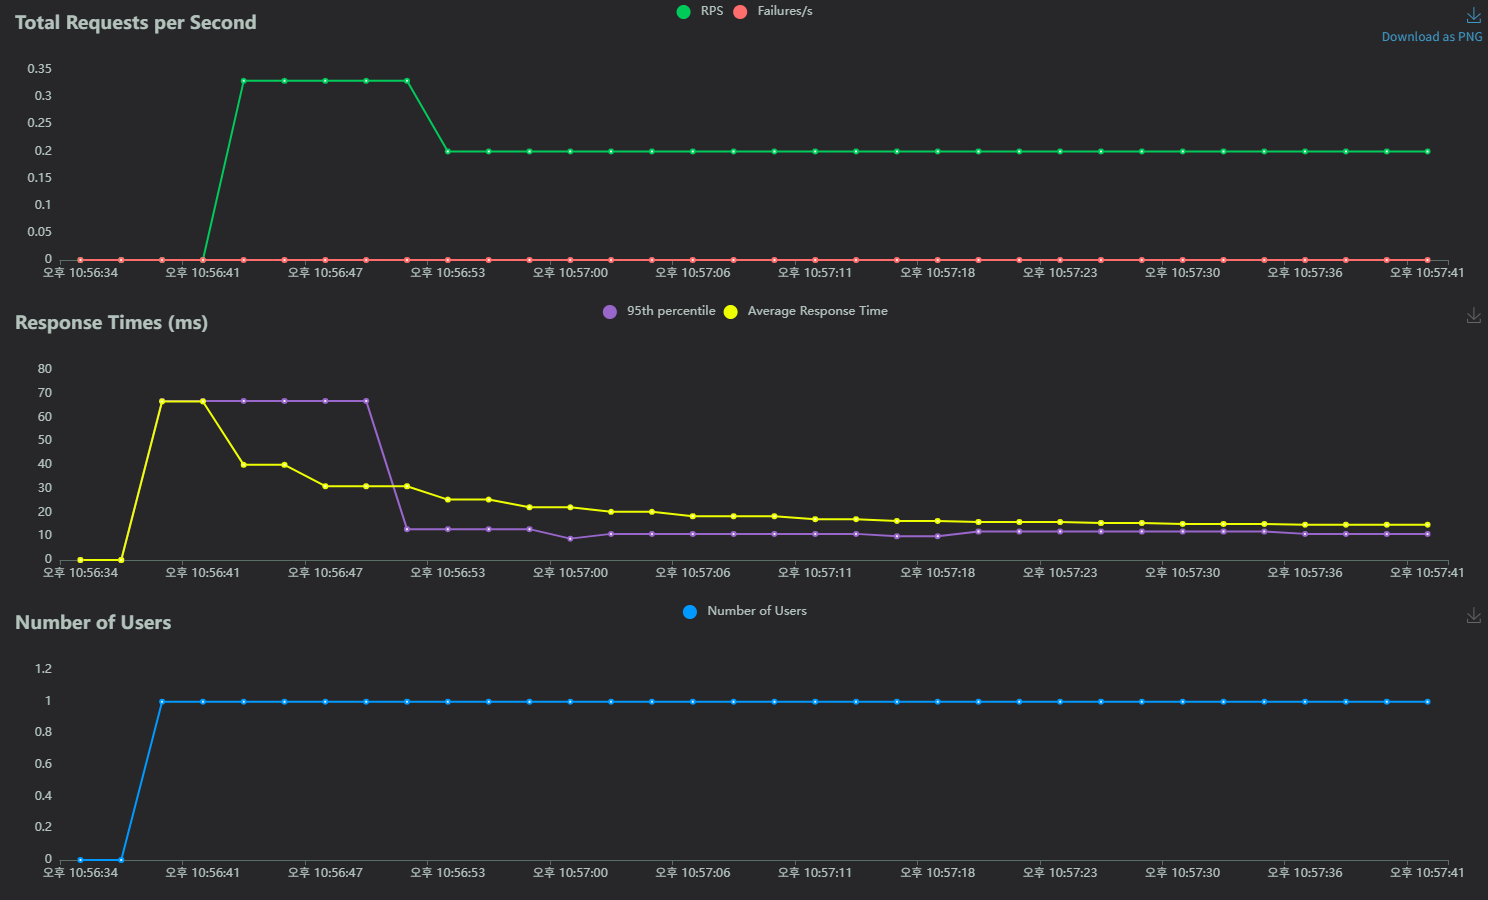 Total Requests per Second
RPS Failures/s
Download as PNG
0.35
0.3
0.25
0.2
0.15
0.1
0.05
0
오후 10:56:34 오후 10:56:41 오후 10:56:47 오후 10:56:53 오후 10:57:00 오후 10:57:06 오후 10:57:11 오후 10:57:18 오후 10:57:23 오후 10:57:30 오후 10:57:36 오후 10:57:41
Response Times (ms)
95th percentile Average Response Time
80
70
60
50
40
30
20
10
0
오후 10:56:34 오후 10:56:41 오후 10:56:47 오후 10:56:53 오후 10:57:00 오후 10:57:06 오후 10:57:11 오후 10:57:18 오후 10:57:23 오후 10:57:30 오후 10:57:36 오후 10:57:41
Number of Users
Number of Users
1.2
1
0.8
0.6
0.4
0.2
0
오후 10:56:34 오후 10:56:41 오후 10:56:47 오후 10:56:53 오후 10:57:00 오후 10:57:06 오후 10:57:11 오후 10:57:18 오후 10:57:23 오후 10:57:30 오후 10:57:36 오후 10:57:41